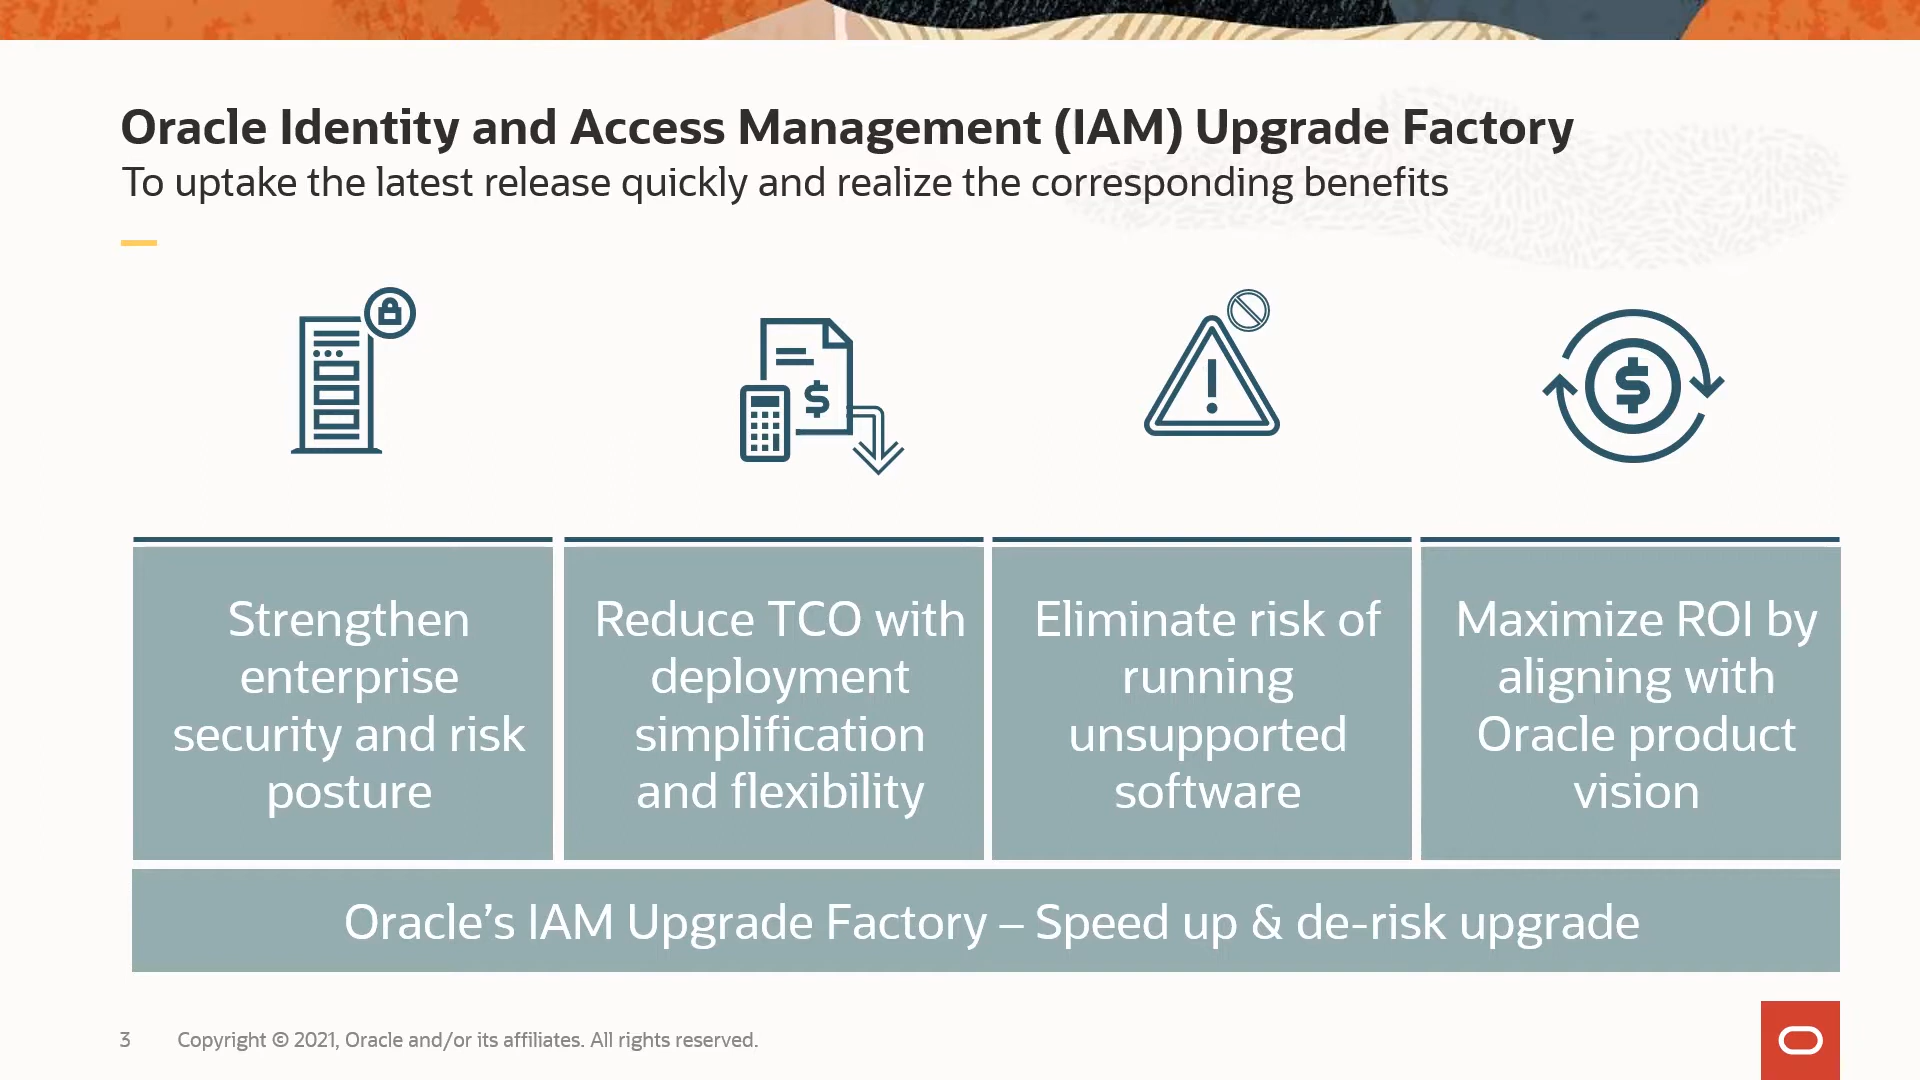 Oracle Identity and Access Management (IAM) Upgrade Factory
To uptake the latest release quickly and realize the corresponding benefits
Strengthen
enterprise
security and risk
posture
Reduce TCO with
deployment
simplification
and flexibility
Eliminate risk of
running
unsupported
software
Maximize ROI by
aligning with
Oracle product
vision
Oracle’s IAM Upgrade Factory – Speed up & de-risk upgrade
3 Copyright © 2021, Oracle and/or its affiliates. All rights reserved.